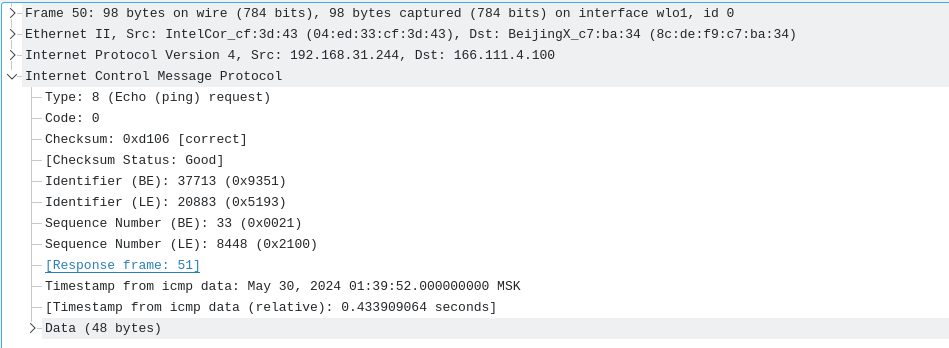 Frame 50: 98 bytes on wire (784 bits), 98 bytes captured (784 bits) on interface wlo1, id 0
Ethernet II, Src: IntelCor_cf:3d:43 (04:ed:33:cf:3d:43), Dst: BeijingX_c7:ba:34 (8c:de:f9:c7:ba:34)
Internet Protocol Version 4, Src: 192.168.31.244, Dst: 166.111.4.100
Internet Control Message Protocol
Type: 8 (Echo (ping) request)
Code: 0
Checksum: 0xd106 [correct]
[Checksum Status: Good]
Identifier (BE): 37713 (0x9351)
Identifier (LE): 20883 (0x5193)
Sequence Number (BE): 33 (0x0021)
Sequence Number (LE): 8448 (0x2100)
[Response frame: 51]
Timestamp from icmp data: May 30, 2024 01:39:52.000000000 MSK
[Timestamp from icmp data (relative): 0.433909064 seconds]
Data (48 bytes)